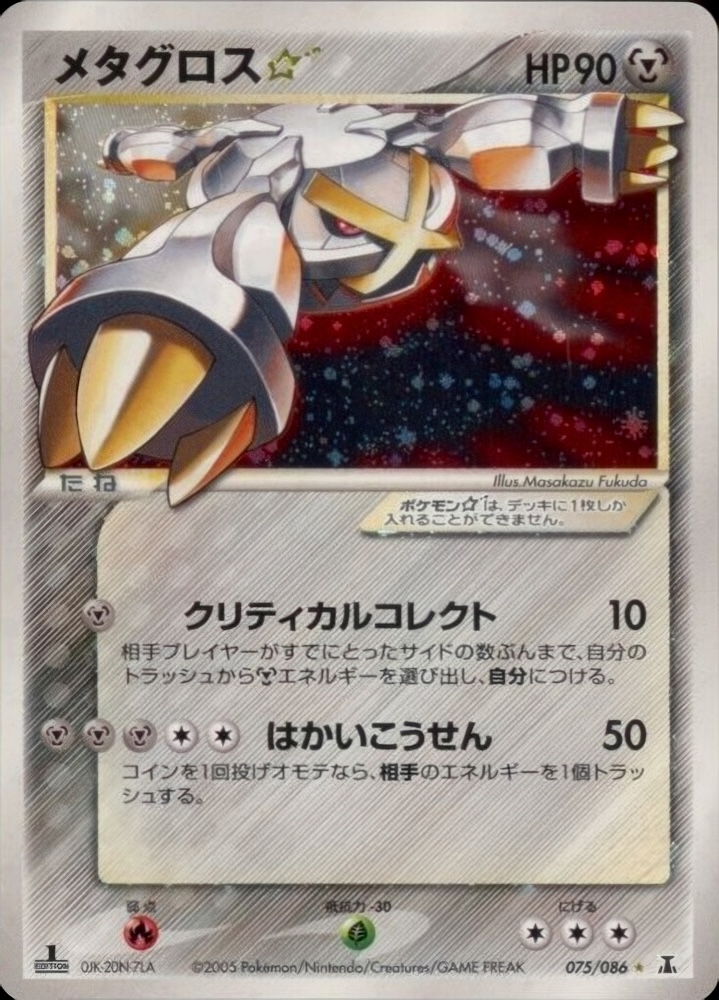 メタグロス☆ HP90
たね
Illus.Masakazu Fukuda
ポケモン☆は、デッキに1枚しか
入れることができません。
クリティカルコレクト 10
相手プレイヤーがすでにとったサイドの数ぶんまで、自分の
トラッシュからエネルギーを選び出し、自分につける。
はかいこうせん 50
コインを1回投げオモテなら、相手のエネルギーを1個トラッ
シュする。
弱点 抵抗力 -30 にげる
1 EDITION 0JK-20N-7LA ©2005 Pokémon/Nintendo/Creatures/GAME FREAK 075/086 ★